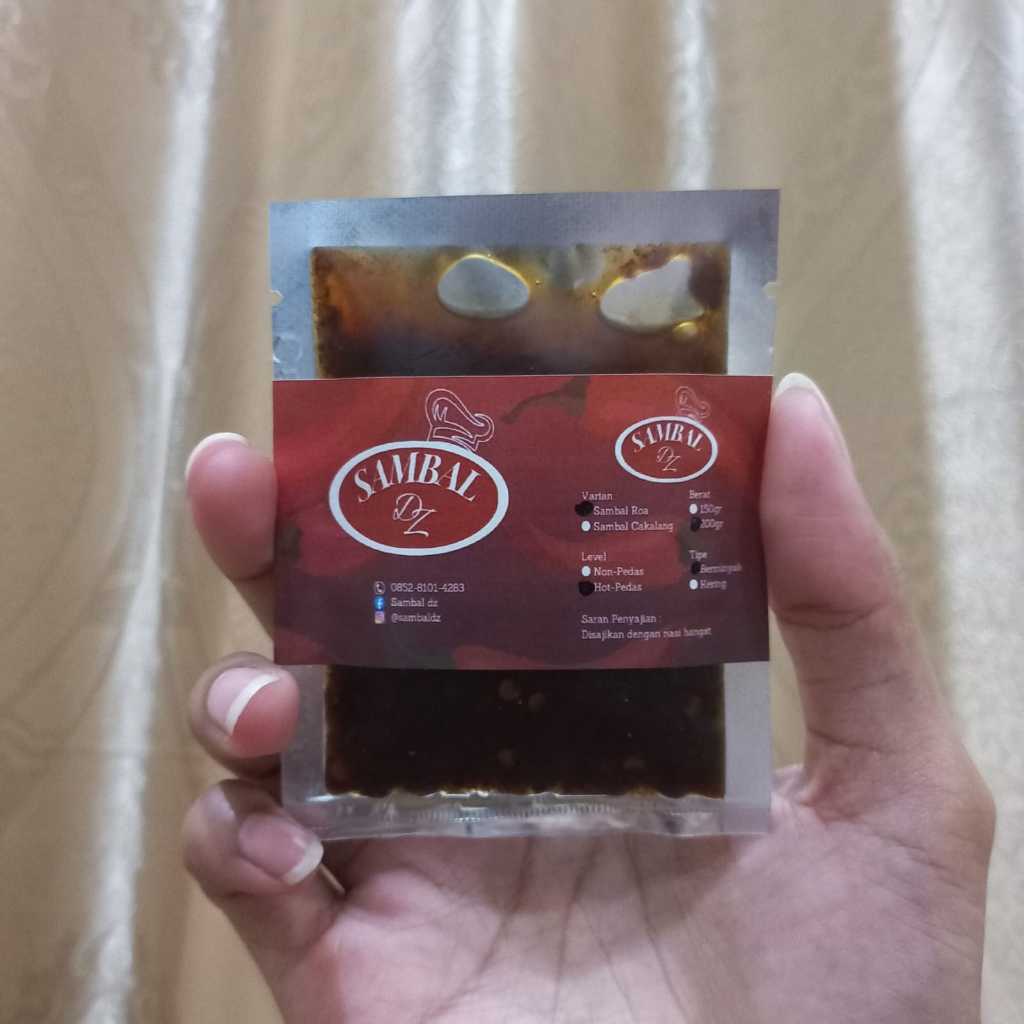 SAMBAL
DZ
0852-8101-4283
Sambal dz
@sambaldz
SAMBAL
DZ
Varian
Sambal Roa
Sambal Cakalang
Berat
150gr
200gr
Level
Non-Pedas
Hot-Pedas
Tipe
Berminyak
Kering
Saran Penyajian :
Disajikan dengan nasi hangat